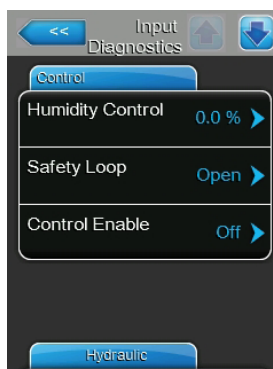 << Input
Diagnostics
Control
Humidity Control 0.0 %
Safety Loop Open
Control Enable Off
Hydraulic